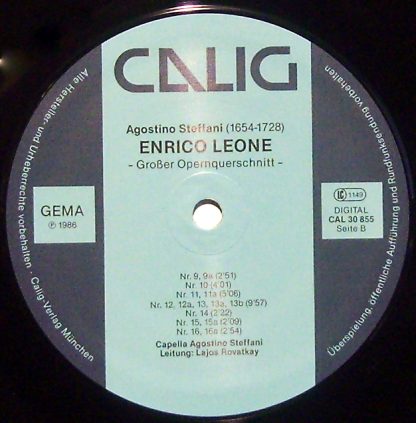 CALIG
Agostino Steffani (1654-1728)
ENRICO LEONE
- Großer Opernquerschnitt -
GEMA
℗ 1986
LC 1149
DIGITAL
CAL 30 855
Seite B
Nr. 9, 9a (2'51)
Nr. 10 (4'01)
Nr. 11, 11a (5'06)
Nr. 12, 12a, 13, 13a, 13b (9'57)
Nr. 14 (2'22)
Nr. 15, 15a (2'09)
Nr. 16, 16a (2'54)
Capella Agostino Steffani
Leitung: Lajos Rovatkay
Alle Hersteller- und Urheberrechte vorbehalten · Calig-Verlag München
Überspielung, öffentliche Aufführung und Rundfunksendung vorbehalten